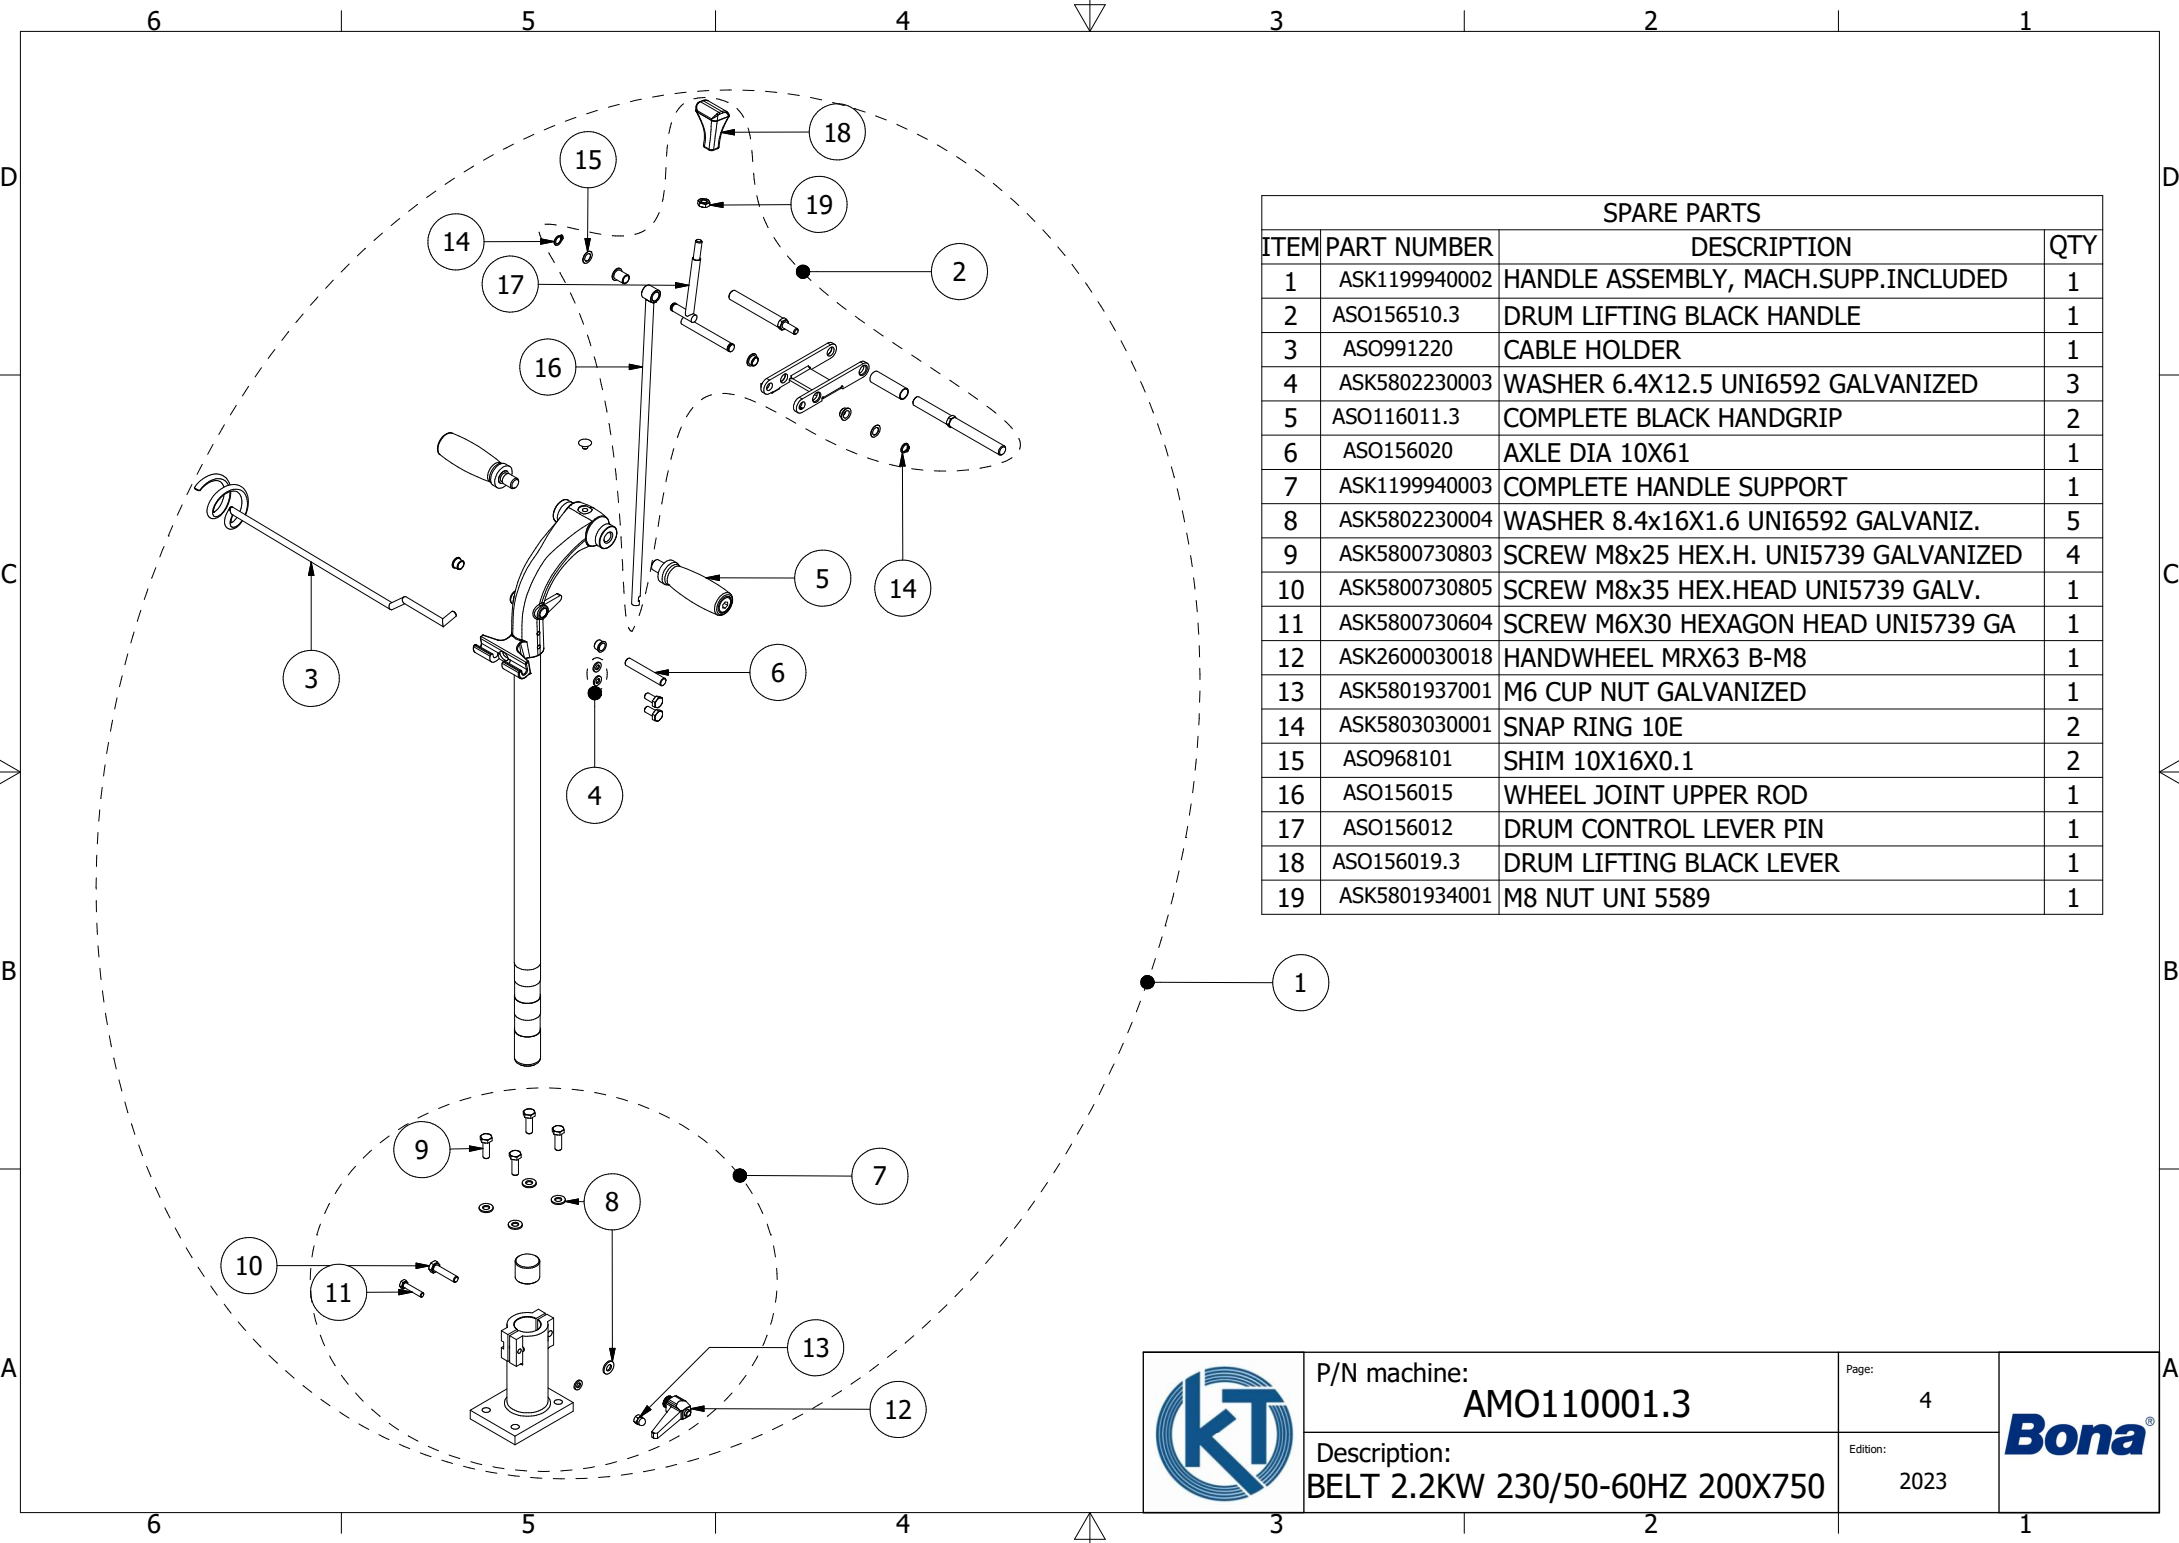 6 5 4 3 2 1
D D
C C
B B
A A
18
15
19
14
2
17
16
5
14
3
6
4
1
9
7
8
10
11
13
12
SPARE PARTS
ITEM PART NUMBER DESCRIPTION QTY
1 ASK1199940002 HANDLE ASSEMBLY, MACH.SUPP.INCLUDED 1
2 ASO156510.3 DRUM LIFTING BLACK HANDLE 1
3 ASO991220 CABLE HOLDER 1
4 ASK5802230003 WASHER 6.4X12.5 UNI6592 GALVANIZED 3
5 ASO116011.3 COMPLETE BLACK HANDGRIP 2
6 ASO156020 AXLE DIA 10X61 1
7 ASK1199940003 COMPLETE HANDLE SUPPORT 1
8 ASK5802230004 WASHER 8.4x16X1.6 UNI6592 GALVANIZ. 5
9 ASK5800730803 SCREW M8x25 HEX.H. UNI5739 GALVANIZED 4
10 ASK5800730805 SCREW M8x35 HEX.HEAD UNI5739 GALV. 1
11 ASK5800730604 SCREW M6X30 HEXAGON HEAD UNI5739 GA 1
12 ASK2600030018 HANDWHEEL MRX63 B-M8 1
13 ASK5801937001 M6 CUP NUT GALVANIZED 1
14 ASK5803030001 SNAP RING 10E 2
15 ASO968101 SHIM 10X16X0.1 2
16 ASO156015 WHEEL JOINT UPPER ROD 1
17 ASO156012 DRUM CONTROL LEVER PIN 1
18 ASO156019.3 DRUM LIFTING BLACK LEVER 1
19 ASK5801934001 M8 NUT UNI 5589 1
KT
P/N machine:
AMO110001.3
Description:
BELT 2.2KW 230/50-60HZ 200X750
Page:
4
Edition:
2023
Bona®
6 5 4 3 2 1